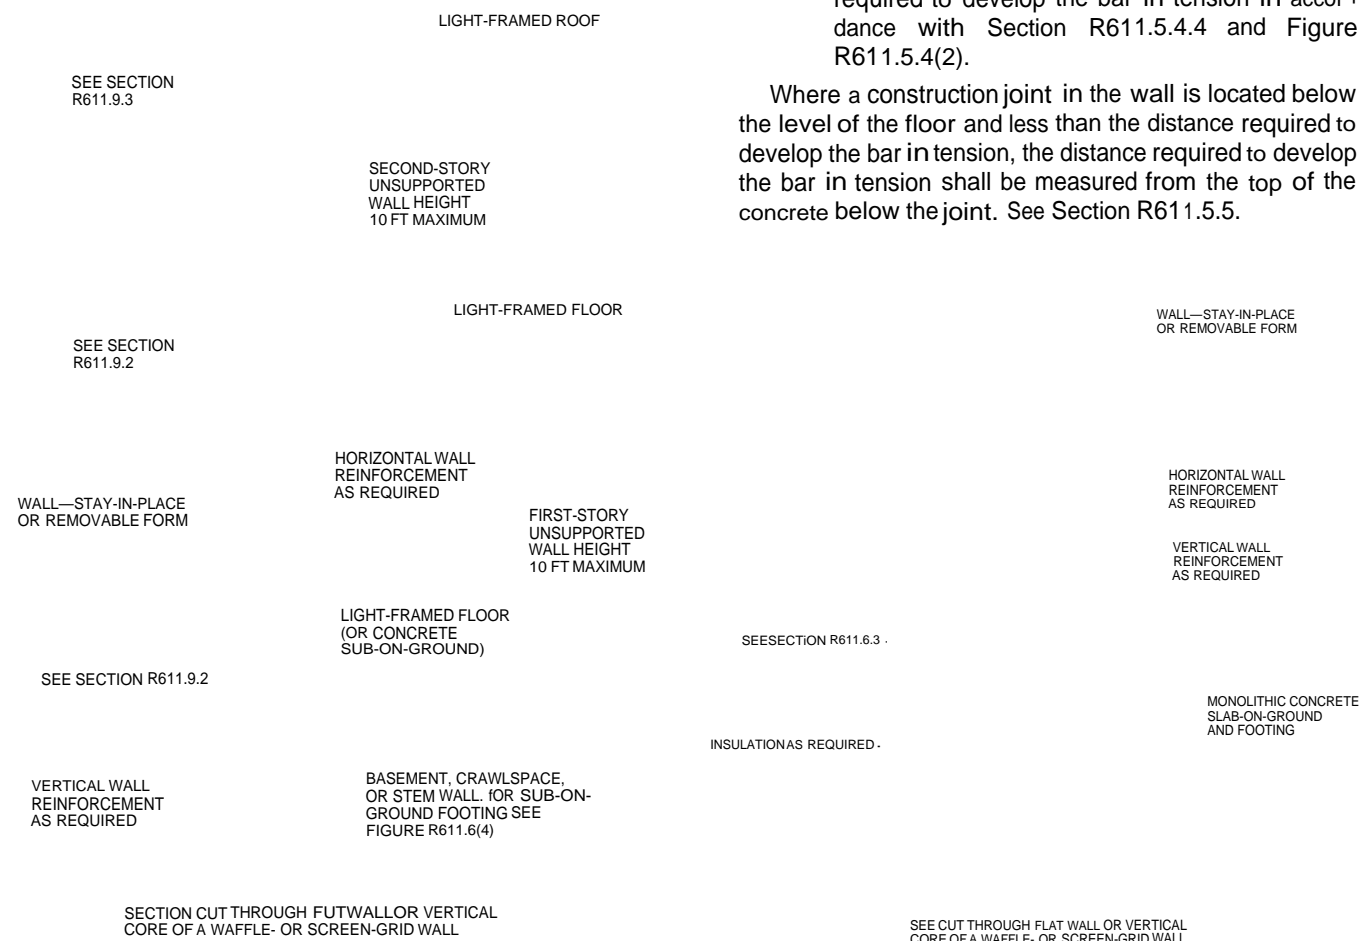 LIGHT-FRAMED ROOF
SEE SECTION
R611.9.3
SECOND-STORY
UNSUPPORTED
WALL HEIGHT
10 FT MAXIMUM
LIGHT-FRAMED FLOOR
SEE SECTION
R611.9.2
HORIZONTAL WALL
REINFORCEMENT
AS REQUIRED
WALL—STAY-IN-PLACE
OR REMOVABLE FORM
FIRST-STORY
UNSUPPORTED
WALL HEIGHT
10 FT MAXIMUM
LIGHT-FRAMED FLOOR
(OR CONCRETE
SUB-ON-GROUND)
SEE SECTION R611.9.2
VERTICAL WALL
REINFORCEMENT
AS REQUIRED
BASEMENT, CRAWLSPACE,
OR STEM WALL. fOR SUB-ON-
GROUND FOOTING SEE
FIGURE R611.6(4)
SECTION CUT THROUGH FUTWALLOR VERTICAL
CORE OF A WAFFLE- OR SCREEN-GRID WALL
required to develop the bar in tension in accor-
dance with Section R611.5.4.4 and Figure
R611.5.4(2).
Where a construction joint in the wall is located below
the level of the floor and less than the distance required to
develop the bar in tension, the distance required to develop
the bar in tension shall be measured from the top of the
concrete below the joint. See Section R611.5.5.
WALL—STAY-IN-PLACE
OR REMOVABLE FORM
HORIZONTAL WALL
REINFORCEMENT
AS REQUIRED
VERTICAL WALL
REINFORCEMENT
AS REQUIRED
SEESECTiON R611.6.3 .
MONOLITHIC CONCRETE
SLAB-ON-GROUND
AND FOOTING
INSULATION AS REQUIRED .
SEE CUT THROUGH FLAT WALL OR VERTICAL
CORE OF A WAFFLE- OR SCREEN-GRID WALL